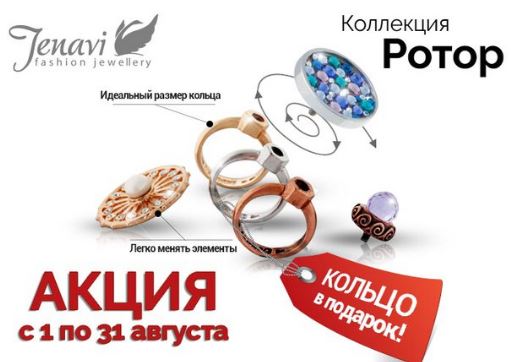 Jenavi
fashion jewellery
Коллекция
Ротор
Идеальный размер кольца
Легко менять элементы
АКЦИЯ
с 1 по 31 августа
КОЛЬЦО
в подарок!